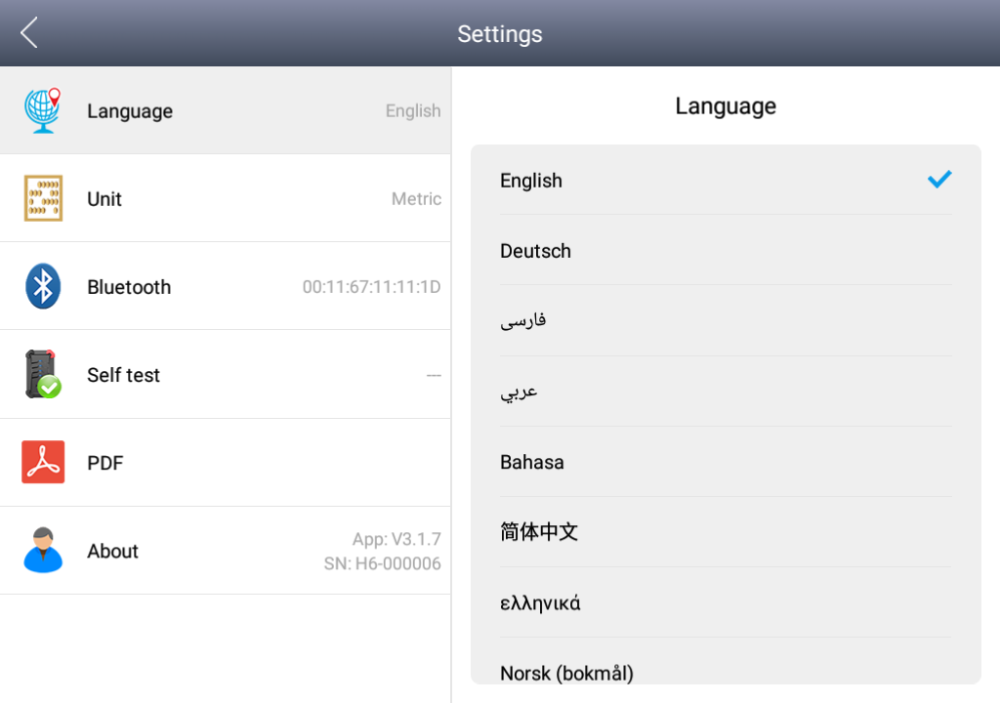 Settings
Language English
Unit Metric
Bluetooth 00:11:67:11:11:1D
Self test ---
PDF
About App: V3.1.7
SN: H6-000006
Language
English
Deutsch
فارسی
عربي
Bahasa
简体中文
ελληνικά
Norsk (bokmål)